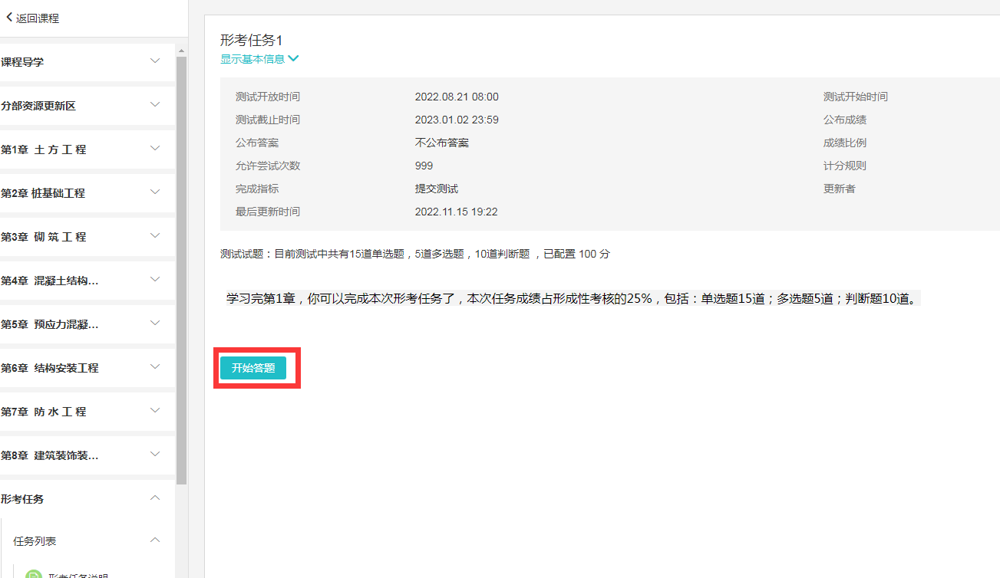 返回课程
课程导学
分部资源更新区
第1章 土 方 工 程
第2章 桩基础工程
第3章 砌 筑 工 程
第4章 混凝土结构...
第5章 预应力混凝...
第6章 结构安装工程
第7章 防 水 工 程
第8章 建筑装饰装...
形考任务
任务列表
形考任务说明
形考任务1
显示基本信息
测试开放时间 2022.08.21 08:00 测试开始时间
测试截止时间 2023.01.02 23:59 公布成绩
公布答案 不公布答案 成绩比例
允许尝试次数 999 计分规则
完成指标 提交测试 更新者
最后更新时间 2022.11.15 19:22
测试试题：目前测试中共有15道单选题，5道多选题，10道判断题 ，已配置 100 分
学习完第1章，你可以完成本次形考任务了，本次任务成绩占形成性考核的25%，包括：单选题15道；多选题5道；判断题10道。
开始答题